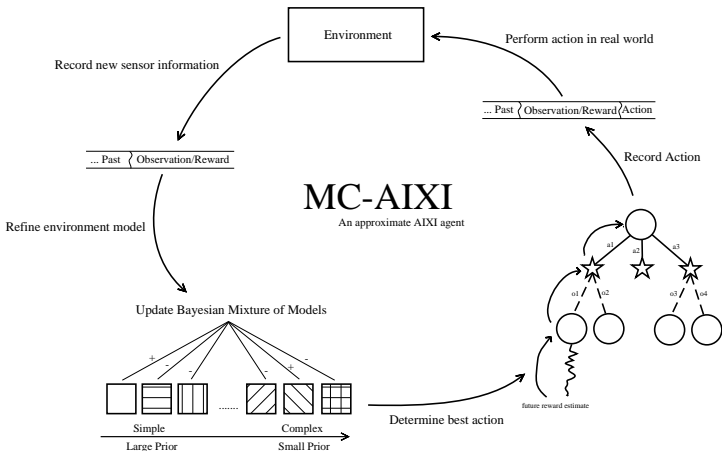 Environment
Perform action in real world
Record new sensor information
... Past Observation/Reward Action
... Past Observation/Reward
Record Action
MC-AIXI
An approximate AIXI agent
Refine environment model
a1 a2 a3
o1 o2 o3 o4
Update Bayesian Mixture of Models
+ - - - + -
.......
future reward estimate
Determine best action
Simple Complex
Large Prior Small Prior